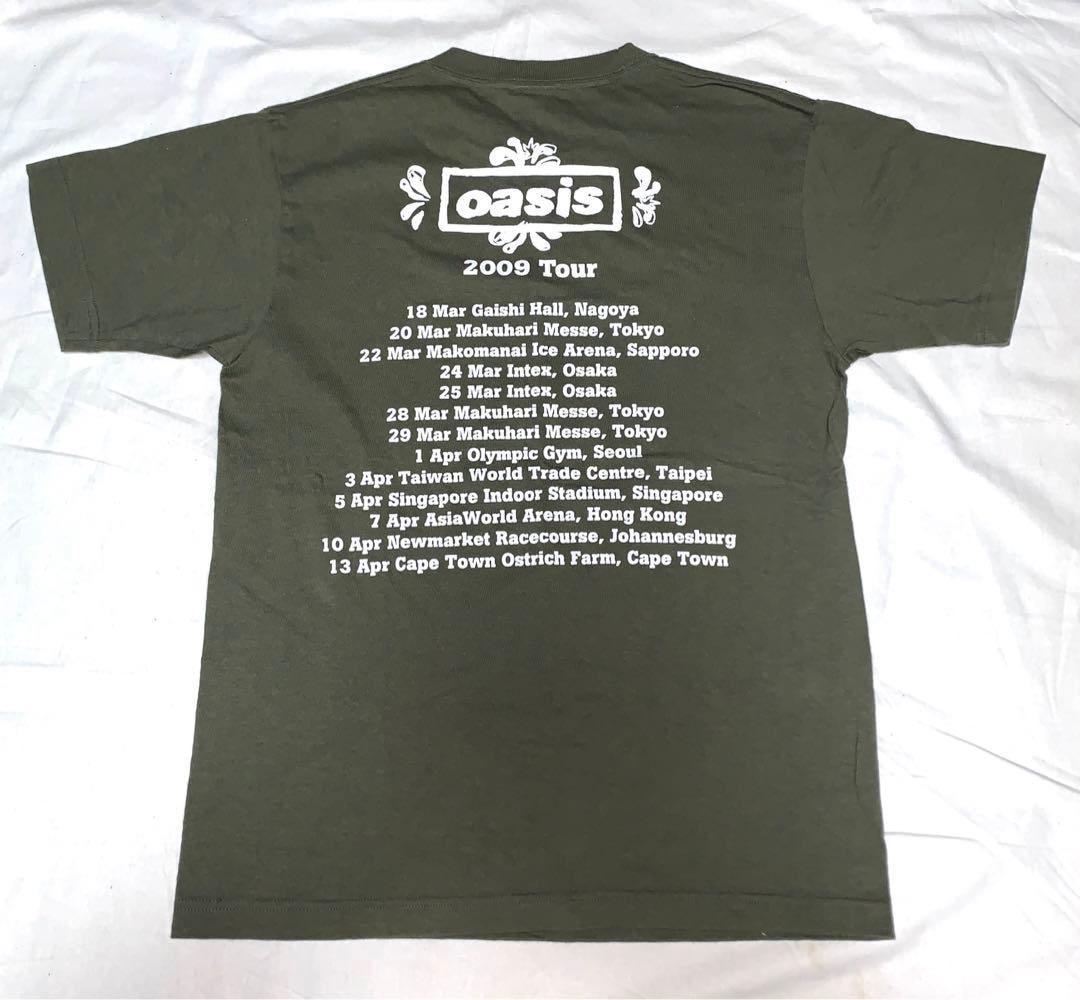 oasis
2009 Tour
18 Mar Gaishi Hall, Nagoya
20 Mar Makuhari Messe, Tokyo
22 Mar Makomanai Ice Arena, Sapporo
24 Mar Intex, Osaka
25 Mar Intex, Osaka
28 Mar Makuhari Messe, Tokyo
29 Mar Makuhari Messe, Tokyo
1 Apr Olympic Gym, Seoul
3 Apr Taiwan World Trade Centre, Taipei
5 Apr Singapore Indoor Stadium, Singapore
7 Apr AsiaWorld Arena, Hong Kong
10 Apr Newmarket Racecourse, Johannesburg
13 Apr Cape Town Ostrich Farm, Cape Town